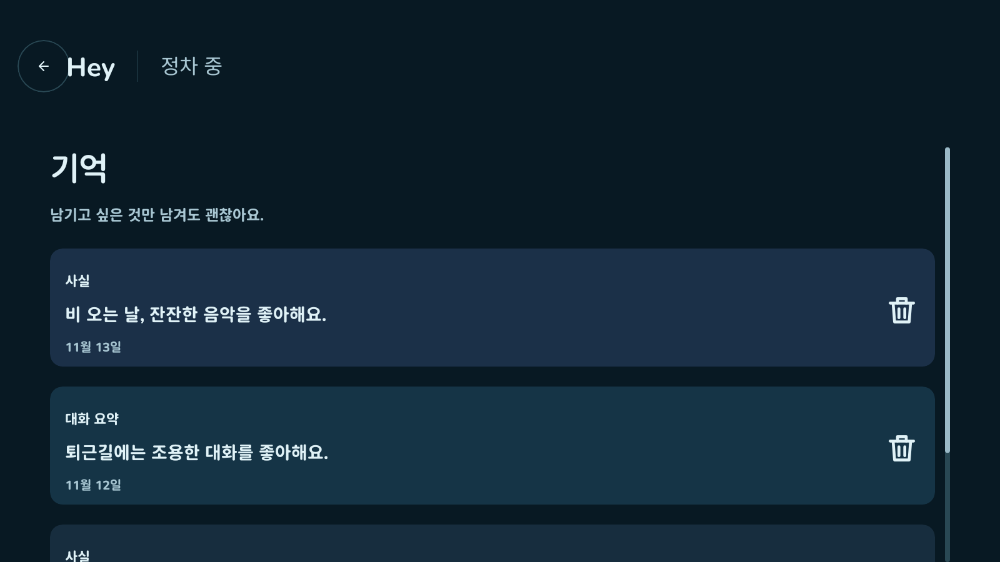 Hey
정차 중
기억
남기고 싶은 것만 남겨도 괜찮아요.
사실
비 오는 날, 잔잔한 음악을 좋아해요.
11월 13일
대화 요약
퇴근길에는 조용한 대화를 좋아해요.
11월 12일
사실